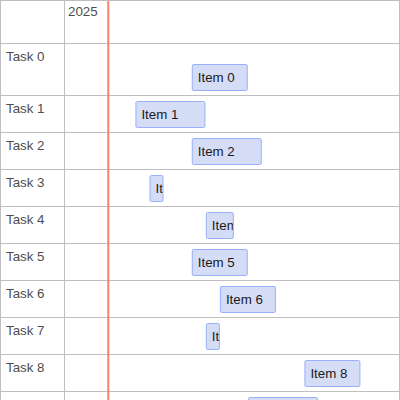 2025
Task 0
Item 0
Task 1
Item 1
Task 2
Item 2
Task 3
It
Task 4
Iten
Task 5
Item 5
Task 6
Item 6
Task 7
It
Task 8
Item 8